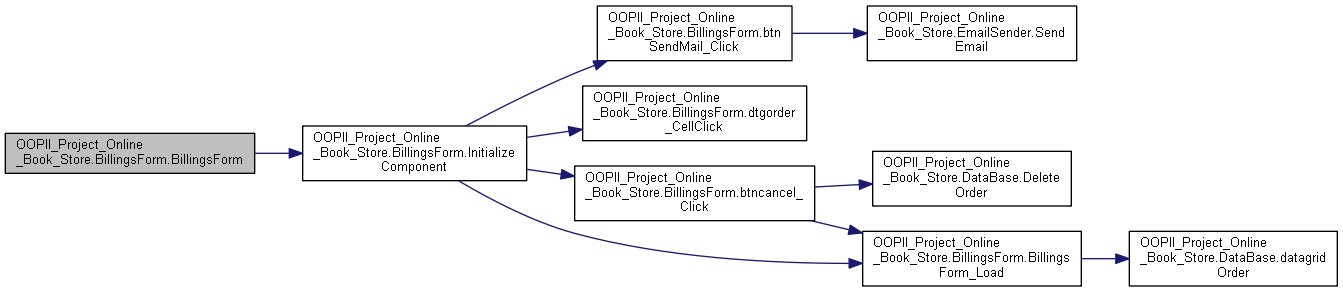 OOPII_Project_Online
_Book_Store.BillingsForm.BillingsForm
OOPII_Project_Online
_Book_Store.BillingsForm.Initialize
Component
OOPII_Project_Online
_Book_Store.BillingsForm.btn
SendMail_Click
OOPII_Project_Online
_Book_Store.EmailSender.Send
Email
OOPII_Project_Online
_Book_Store.BillingsForm.dtgorder
_CellClick
OOPII_Project_Online
_Book_Store.BillingsForm.btncancel_
Click
OOPII_Project_Online
_Book_Store.DataBase.Delete
Order
OOPII_Project_Online
_Book_Store.BillingsForm.Billings
Form_Load
OOPII_Project_Online
_Book_Store.DataBase.datagrid
Order